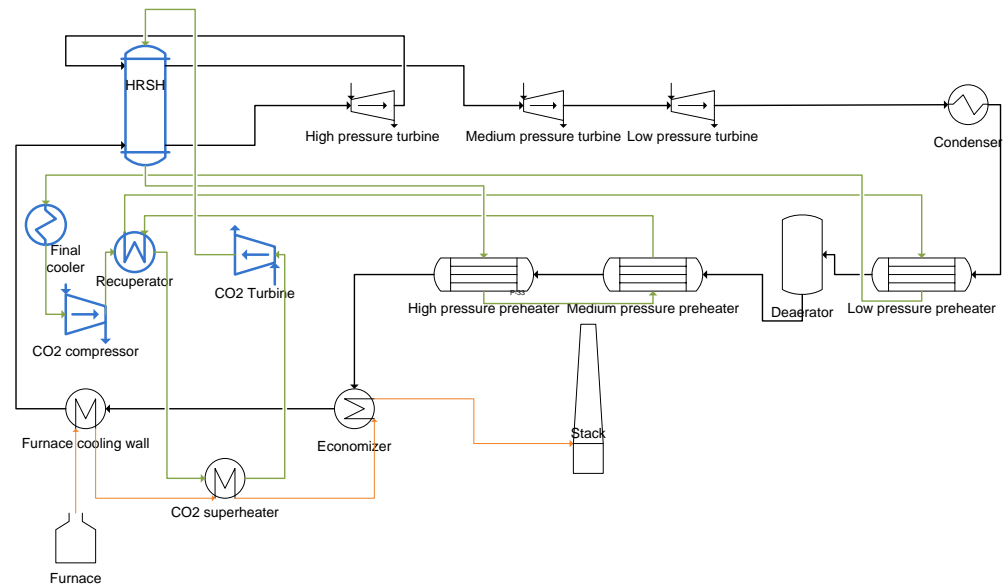 HRSH
High pressure turbine
Medium pressure turbine
Low pressure turbine
Condenser
Final
cooler
Recuperator
CO2 Turbine
CO2 compressor
P-33
High pressure preheater
Medium pressure preheater
Deaerator
Low pressure preheater
Furnace cooling wall
Economizer
Stack
CO2 superheater
Furnace